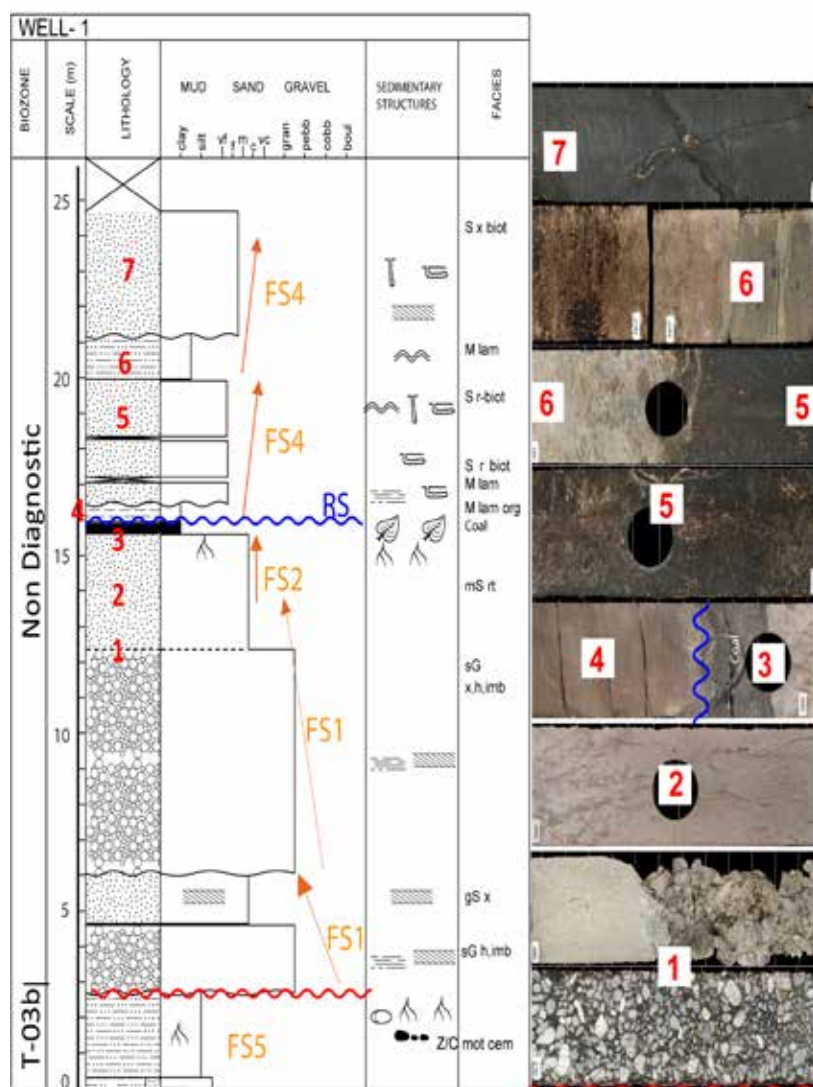 WELL- 1
BIOZONE
SCALE (m)
LITHOLOGY
MUD SAND GRAVEL
clay
silt
vf
f
m
c
vc
gran
pebb
cobb
boul
SEDIMENTARY
STRUCTURES
FACIES
25
20
15
10
5
0
Non Diagnostic
T-03b
7
6
5
4
3
2
1
FS4
FS4
RS
FS2
FS1
FS1
FS5
S x biot
M lam
S r-biot
S r biot
M lam
M lam org
Coal
mS rt
sG
x,h,imb
gS x
sG h,imb
Z/C mot cem
7
6
6
5
5
4
Coal
3
2
1